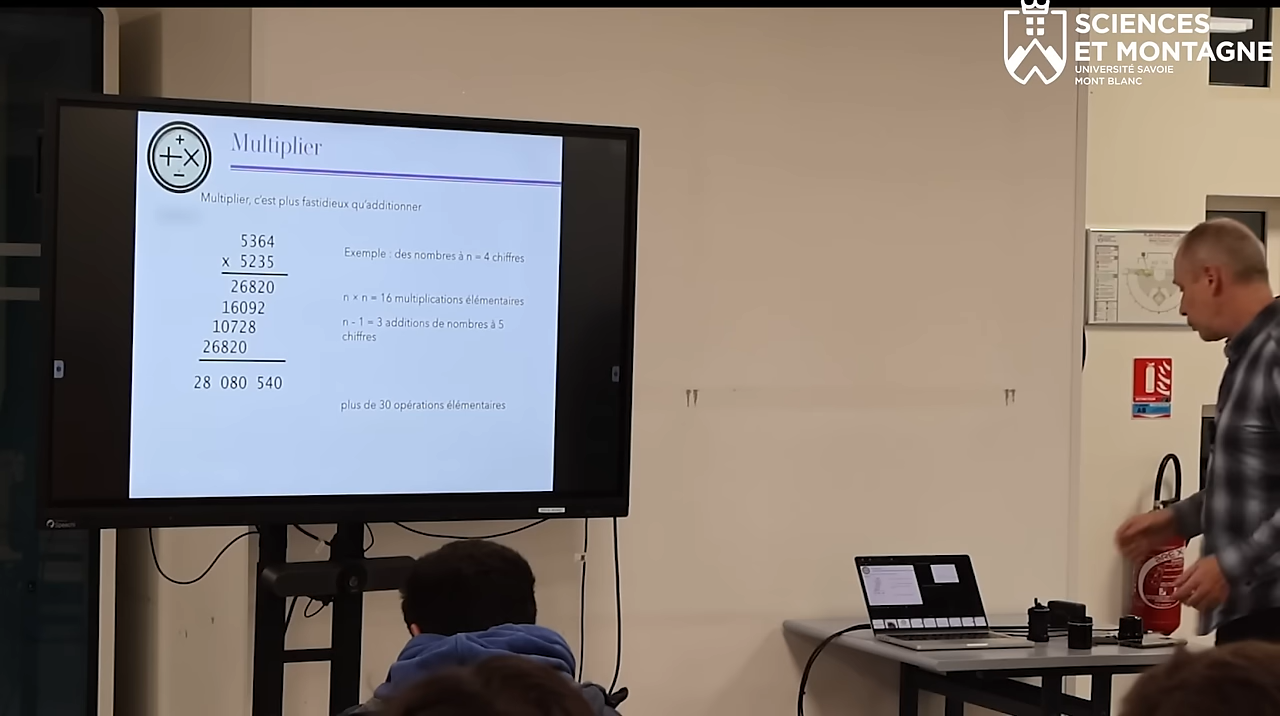 SCIENCES
ET MONTAGNE
UNIVERSITÉ SAVOIE
MONT BLANC
Multiplier
Multiplier, c'est plus fastidieux qu'additionner
5364
x 5235
26820
16092
10728
26820
28 080 540
Exemple : des nombres à n = 4 chiffres
n × n = 16 multiplications élémentaires
n - 1 = 3 additions de nombres à 5
chiffres
plus de 30 opérations élémentaires
Speechi